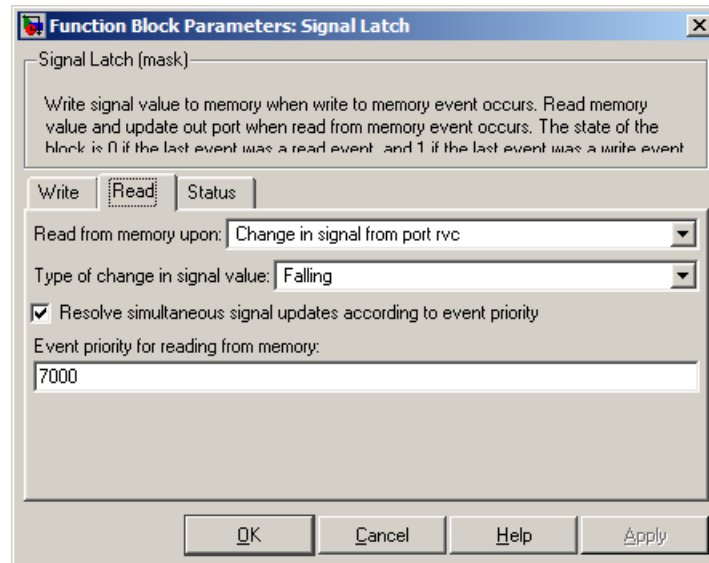 Function Block Parameters: Signal Latch
Signal Latch (mask)
Write signal value to memory when write to memory event occurs. Read memory
value and update out port when read from memory event occurs. The state of the
block is 0 if the last event was a read event, and 1 if the last event was a write event
Write Read Status
Read from memory upon: Change in signal from port rvc
Type of change in signal value: Falling
Resolve simultaneous signal updates according to event priority
Event priority for reading from memory:
7000
OK Cancel Help Apply